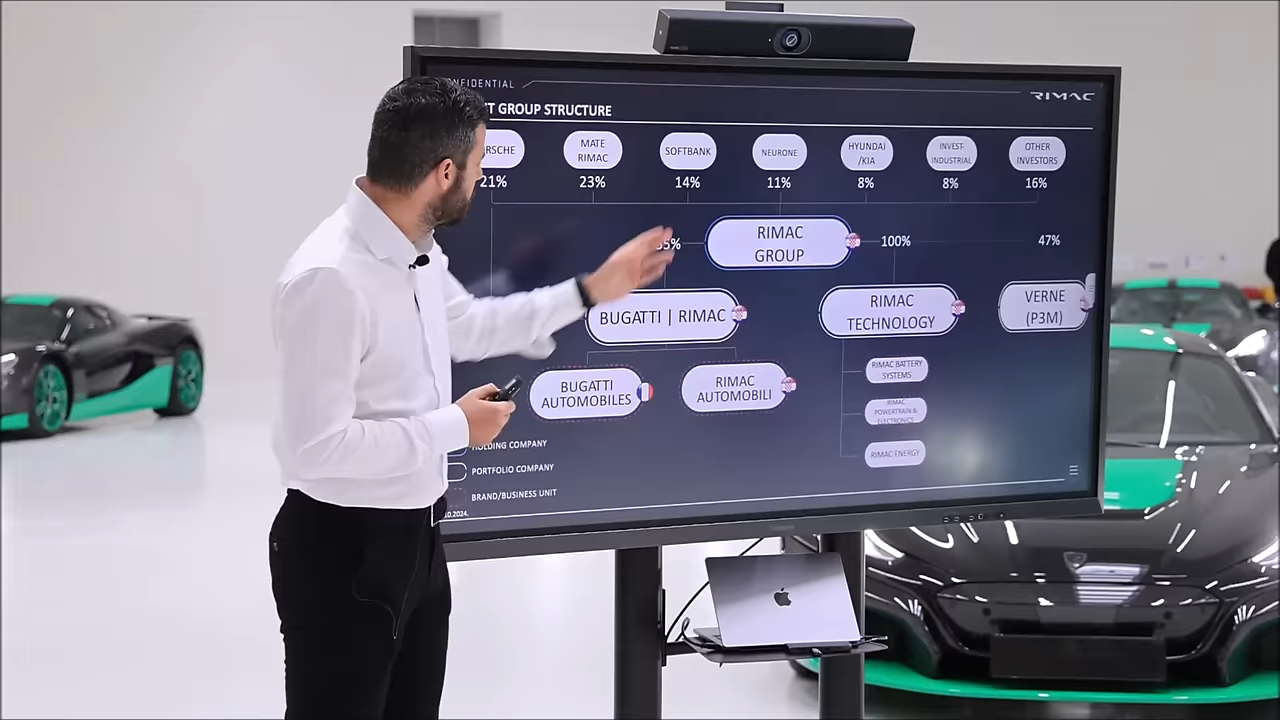 NFIDENTIAL
RIMAC
T GROUP STRUCTURE
RSCHE
MATE
RIMAC
SOFTBANK
NEURONE
HYUNDAI
/KIA
INVEST-
INDUSTRIAL
OTHER
INVESTORS
21%
23%
14%
11%
8%
8%
16%
RIMAC
GROUP
5%
100%
47%
BUGATTI | RIMAC
RIMAC
TECHNOLOGY
VERNE
(P3M)
BUGATTI
AUTOMOBILES
RIMAC
AUTOMOBILI
RIMAC BATTERY
SYSTEMS
RIMAC
POWERTRAIN &
ELECTRONICS
RIMAC ENERGY
HOLDING COMPANY
PORTFOLIO COMPANY
BRAND/BUSINESS UNIT
10.2024.